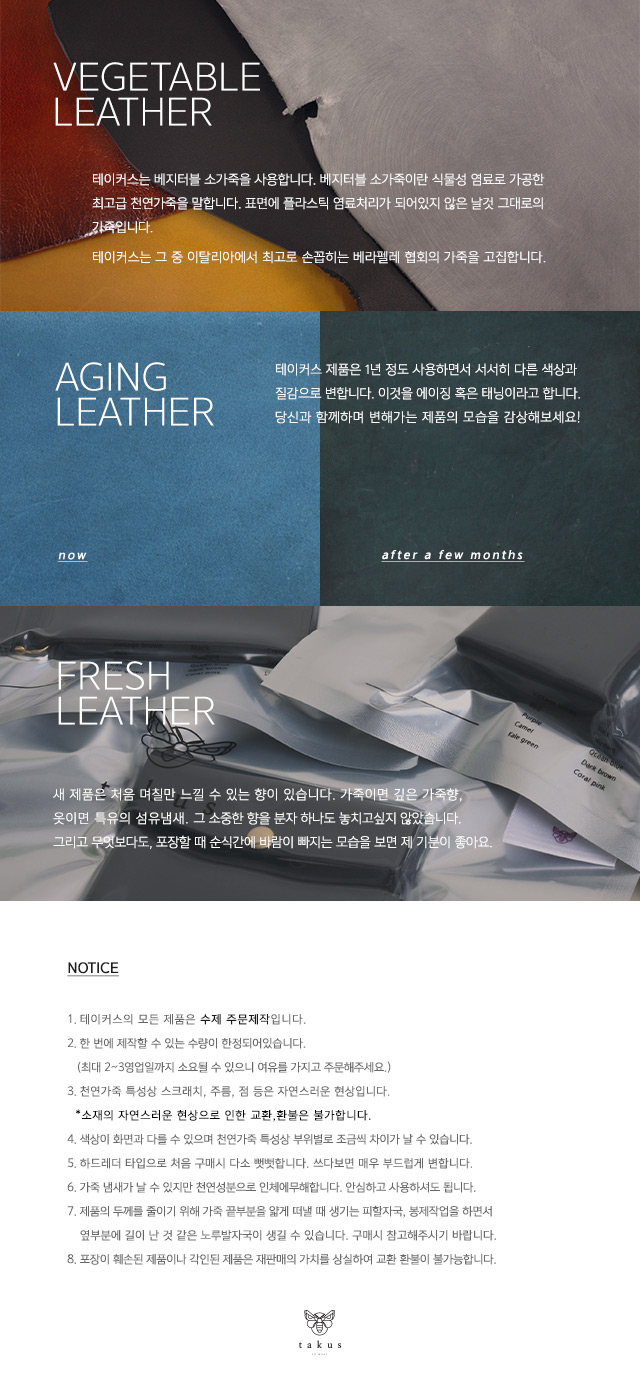 VEGETABLE
LEATHER
테이커스는 베지터블 소가죽을 사용합니다. 베지터블 소가죽이란 식물성 염료로 가공한
최고급 천연가죽을 말합니다. 표면에 플라스틱 염료처리가 되어있지 않은 날것 그대로의
가죽입니다.
테이커스는 그 중 이탈리아에서 최고로 손꼽히는 베라펠레 협회의 가죽을 고집합니다.
AGING
LEATHER
테이커스 제품은 1년 정도 사용하면서 서서히 다른 색상과
질감으로 변합니다. 이것을 에이징 혹은 태닝이라고 합니다.
당신과 함께하며 변해가는 제품의 모습을 감상해보세요!
now
after a few months
FRESH
LEATHER
Purple
Camel
Kale green
Ocean blue
Dark brown
Coral pink
새 제품은 처음 며칠만 느낄 수 있는 향이 있습니다. 가죽이면 깊은 가죽향,
옷이면 특유의 섬유냄새. 그 소중한 향을 분자 하나도 놓치고싶지 않았습니다.
그리고 무엇보다도, 포장할 때 순식간에 바람이 빠지는 모습을 보면 제 기분이 좋아요.
NOTICE
1. 테이커스의 모든 제품은 수제 주문제작입니다.
2. 한 번에 제작할 수 있는 수량이 한정되어있습니다.
(최대 2~3영업일까지 소요될 수 있으니 여유를 가지고 주문해주세요.)
3. 천연가죽 특성상 스크래치, 주름, 점 등은 자연스러운 현상입니다.
*소재의 자연스러운 현상으로 인한 교환,환불은 불가합니다.
4. 색상이 화면과 다를 수 있으며 천연가죽 특성상 부위별로 조금씩 차이가 날 수 있습니다.
5. 하드레더 타입으로 처음 구매시 다소 뻣뻣합니다. 쓰다보면 매우 부드럽게 변합니다.
6. 가죽 냄새가 날 수 있지만 천연성분으로 인체에무해합니다. 안심하고 사용하셔도 됩니다.
7. 제품의 두께를 줄이기 위해 가죽 끝부분을 얇게 떠낼 때 생기는 피할자국, 봉제작업을 하면서
옆부분에 길이 난 것 같은 노루발자국이 생길 수 있습니다. 구매시 참고해주시기 바랍니다.
8. 포장이 훼손된 제품이나 각인된 제품은 재판매의 가치를 상실하여 교환 환불이 불가능합니다.
takus